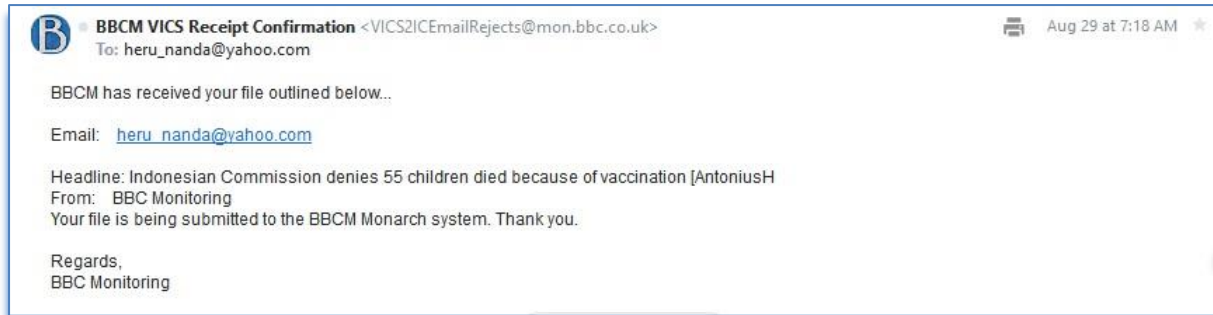 B
BBCM VICS Receipt Confirmation <VICS2ICEmailRejects@mon.bbc.co.uk> Aug 29 at 7:18 AM
To: heru_nanda@yahoo.com
BBCM has received your file outlined below...
Email: heru_nanda@yahoo.com
Headline: Indonesian Commission denies 55 children died because of vaccination [AntoniusH
From: BBC Monitoring
Your file is being submitted to the BBCM Monarch system. Thank you.
Regards,
BBC Monitoring